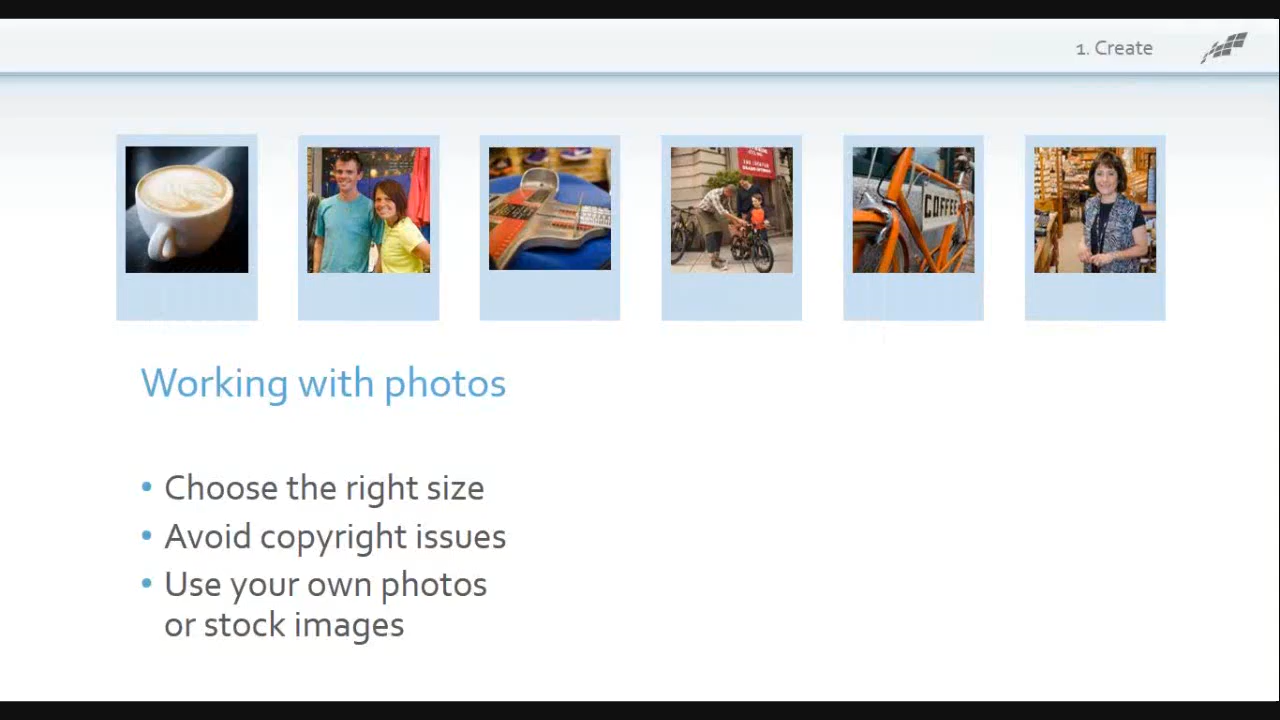 1. Create
COFFEE
Working with photos
• Choose the right size
• Avoid copyright issues
• Use your own photos
or stock images